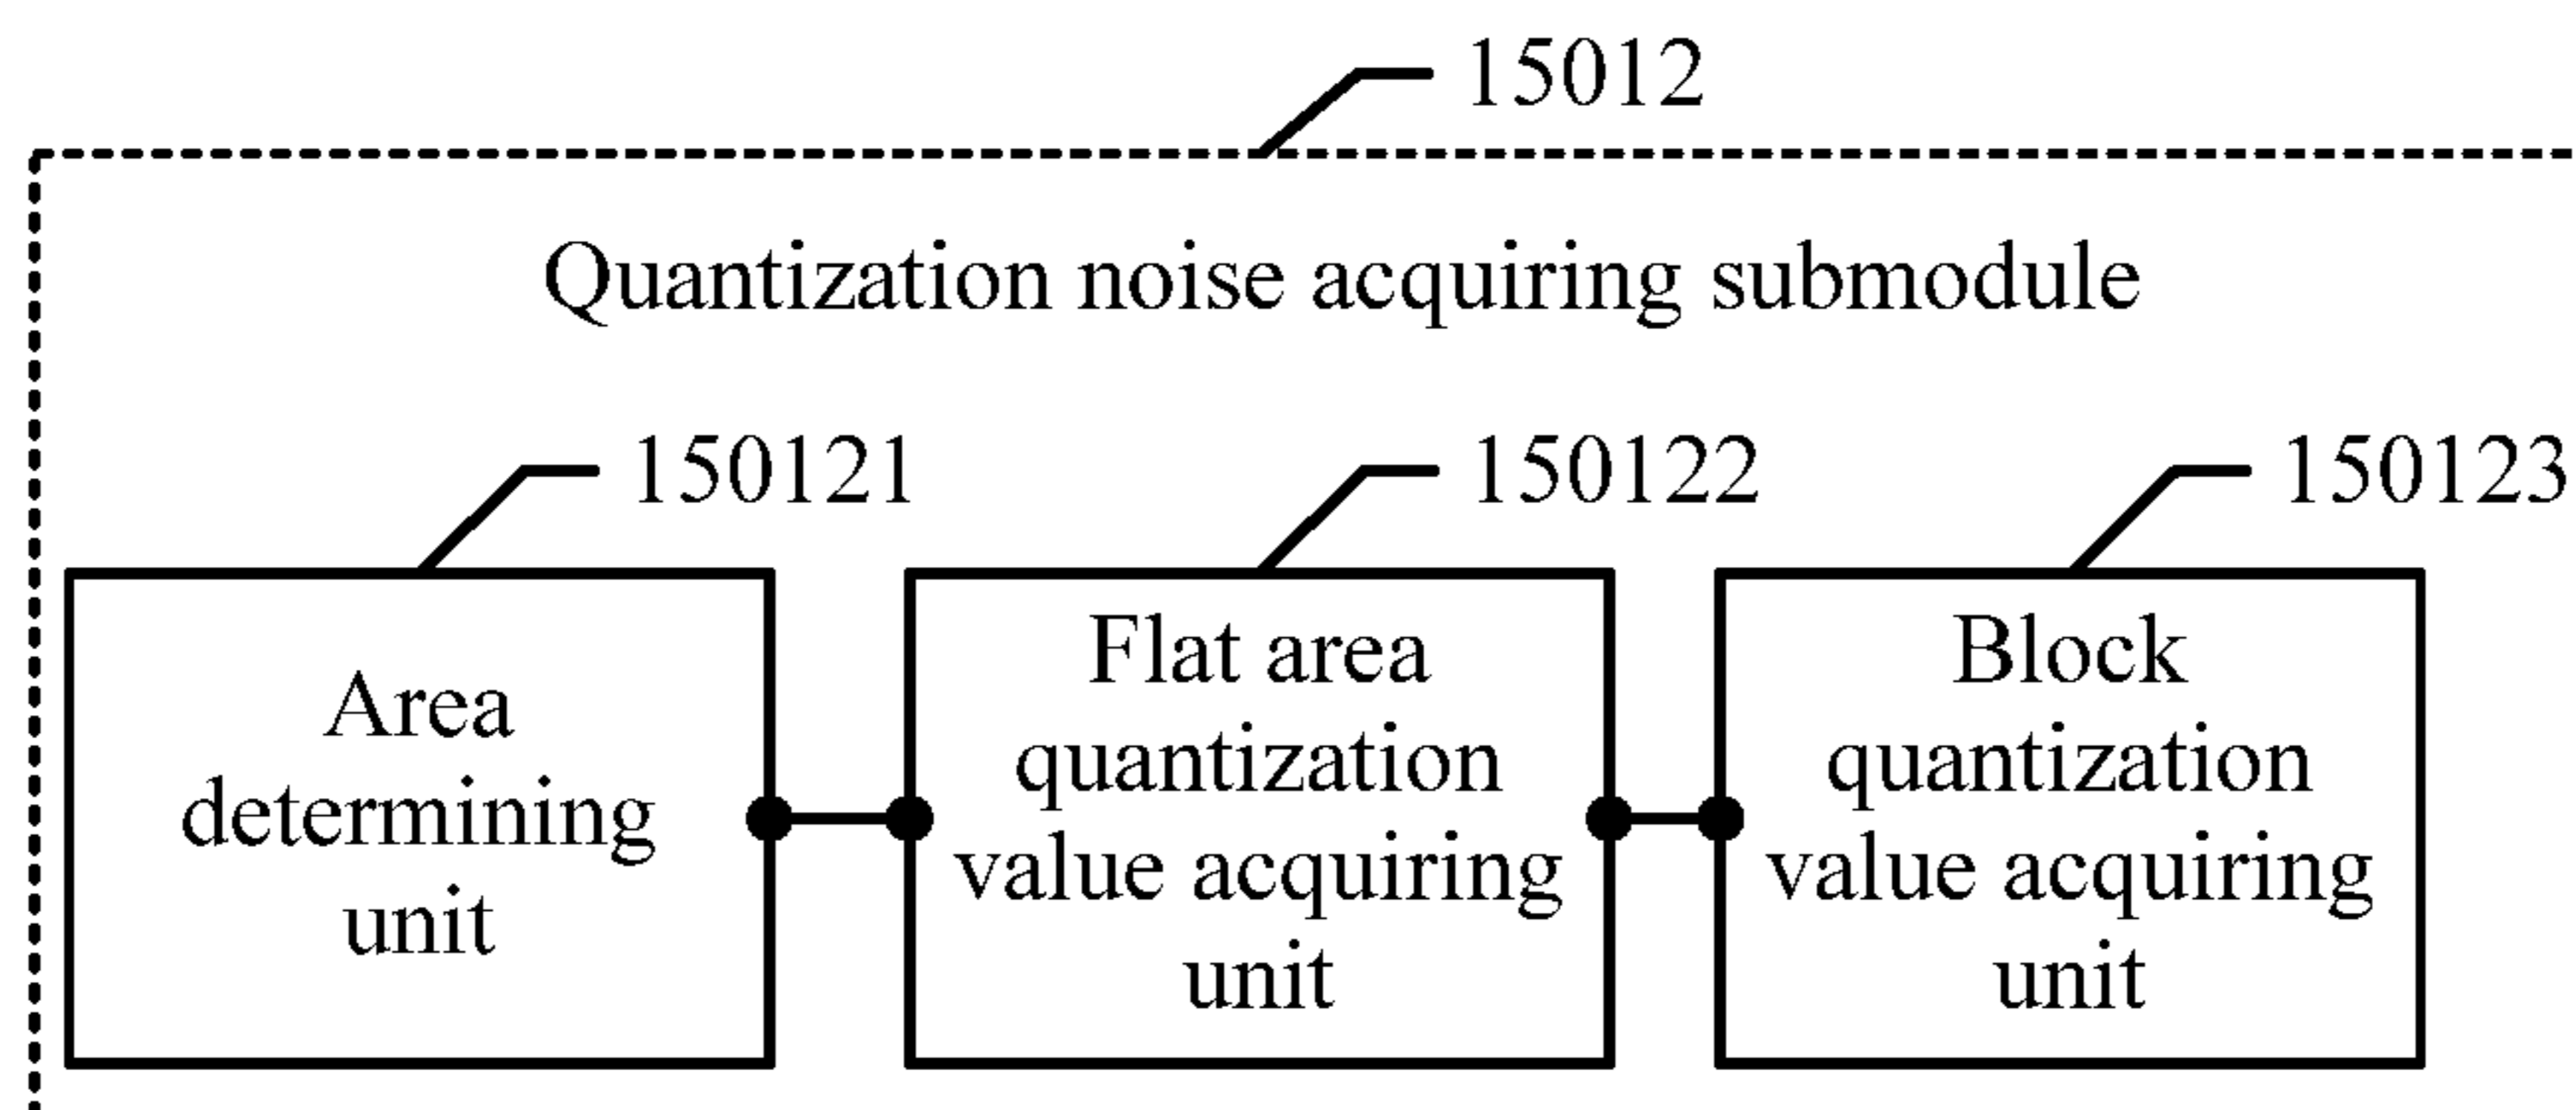 15012
Quantization noise acquiring submodule
150121
150122
150123
Area
determining
unit
Flat area
quantization
value acquiring
unit
Block
quantization
value acquiring
unit